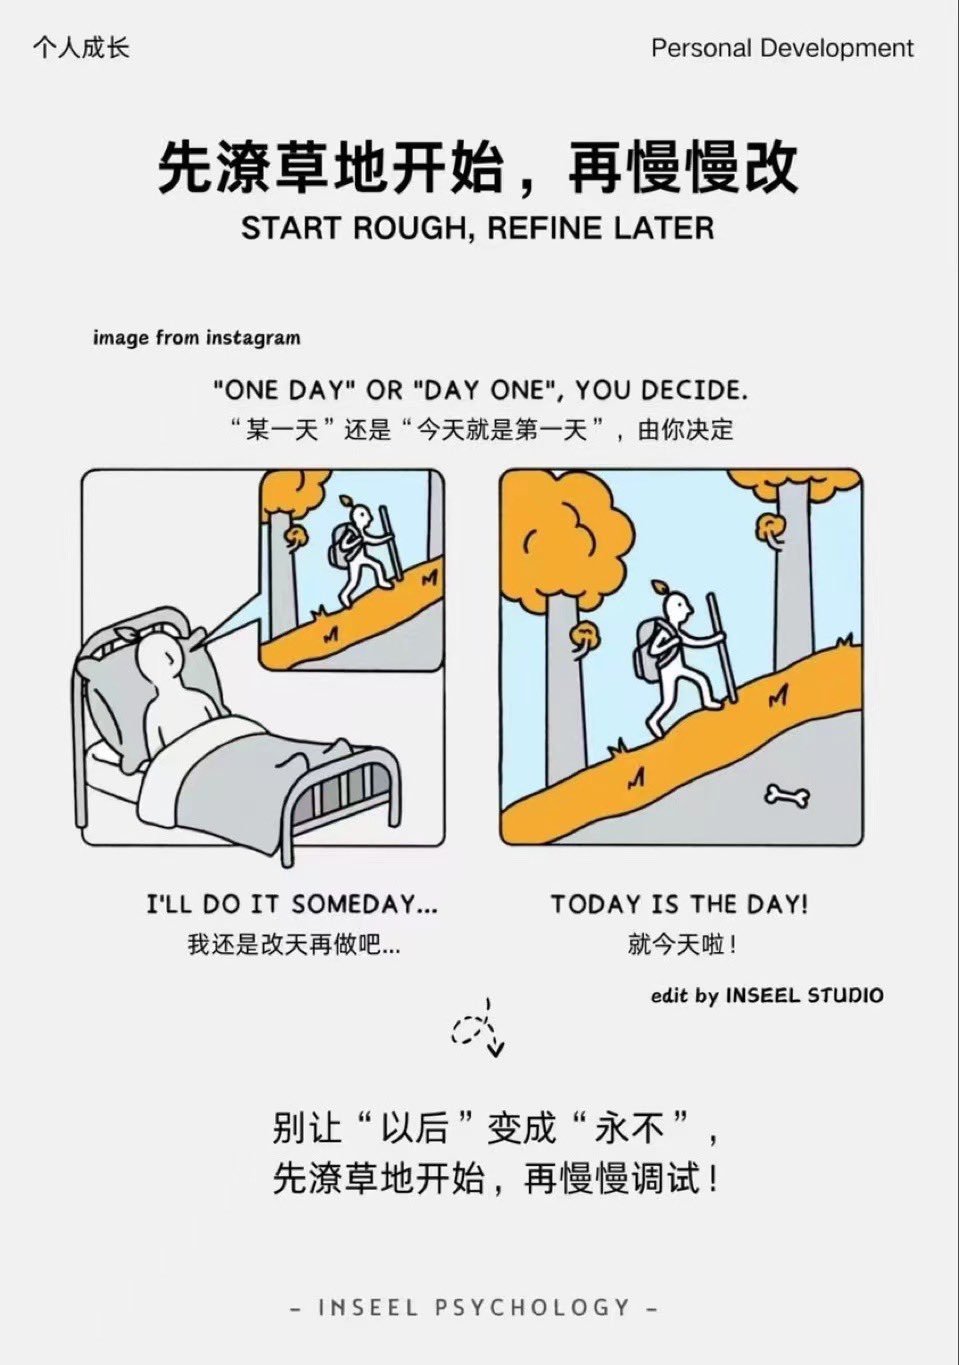 个人成长
Personal Development
先潦草地开始，再慢慢改
START ROUGH, REFINE LATER
image from instagram
"ONE DAY" OR "DAY ONE", YOU DECIDE.
“某一天”还是“今天就是第一天”，由你决定
I'LL DO IT SOMEDAY...
我还是改天再做吧...
TODAY IS THE DAY!
就今天啦！
edit by INSEEL STUDIO
别让“以后”变成“永不”，
先潦草地开始，再慢慢调试！
– INSEEL PSYCHOLOGY –